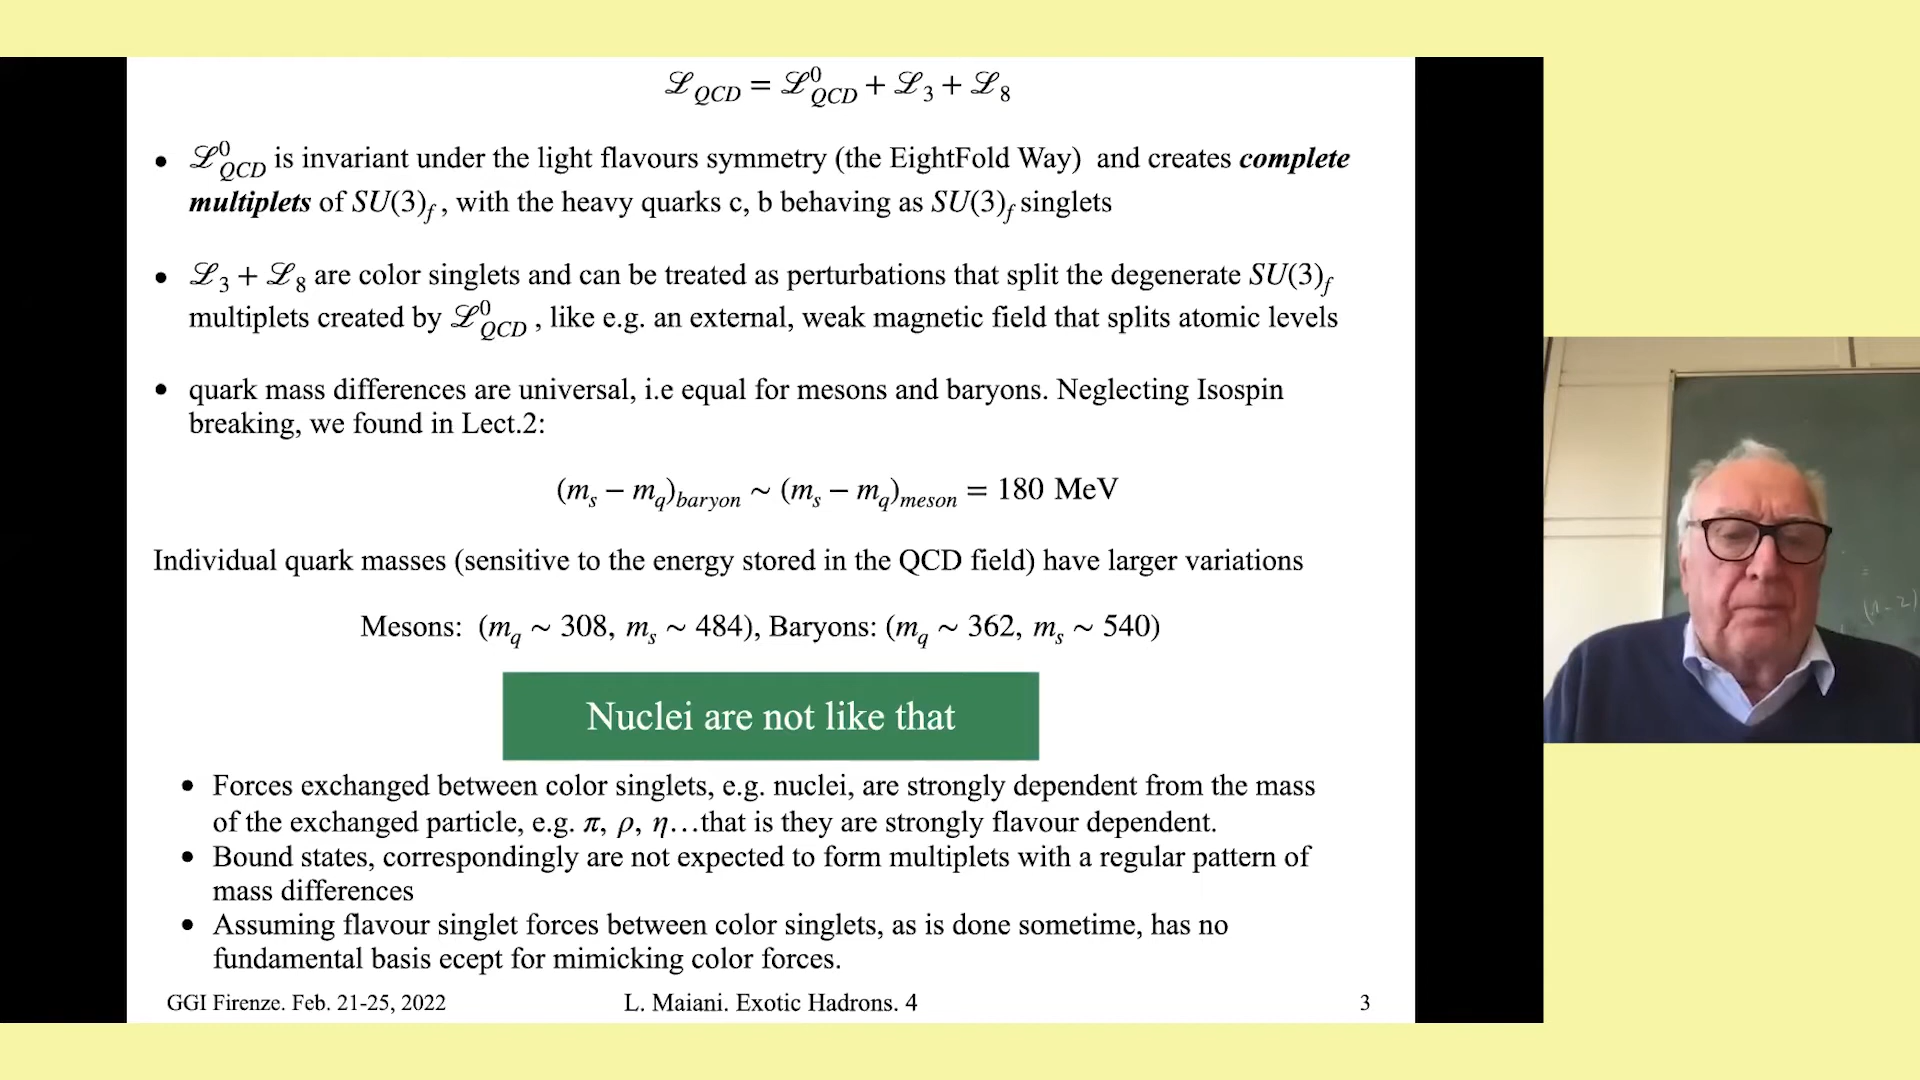 ℒ_QCD = ℒ⁰_QCD + ℒ₃ + ℒ₈
• ℒ⁰_QCD is invariant under the light flavours symmetry (the EightFold Way) and creates complete
multiplets of SU(3)_f, with the heavy quarks c, b behaving as SU(3)_f singlets
• ℒ₃ + ℒ₈ are color singlets and can be treated as perturbations that split the degenerate SU(3)_f
multiplets created by ℒ⁰_QCD , like e.g. an external, weak magnetic field that splits atomic levels
• quark mass differences are universal, i.e equal for mesons and baryons. Neglecting Isospin
breaking, we found in Lect.2:
(m_s − m_q)_baryon ∼ (m_s − m_q)_meson = 180 MeV
Individual quark masses (sensitive to the energy stored in the QCD field) have larger variations
Mesons: (m_q ∼ 308, m_s ∼ 484), Baryons: (m_q ∼ 362, m_s ∼ 540)
Nuclei are not like that
• Forces exchanged between color singlets, e.g. nuclei, are strongly dependent from the mass
of the exchanged particle, e.g. π, ρ, η…that is they are strongly flavour dependent.
• Bound states, correspondingly are not expected to form multiplets with a regular pattern of
mass differences
• Assuming flavour singlet forces between color singlets, as is done sometime, has no
fundamental basis ecept for mimicking color forces.
GGI Firenze. Feb. 21-25, 2022 L. Maiani. Exotic Hadrons. 4 3